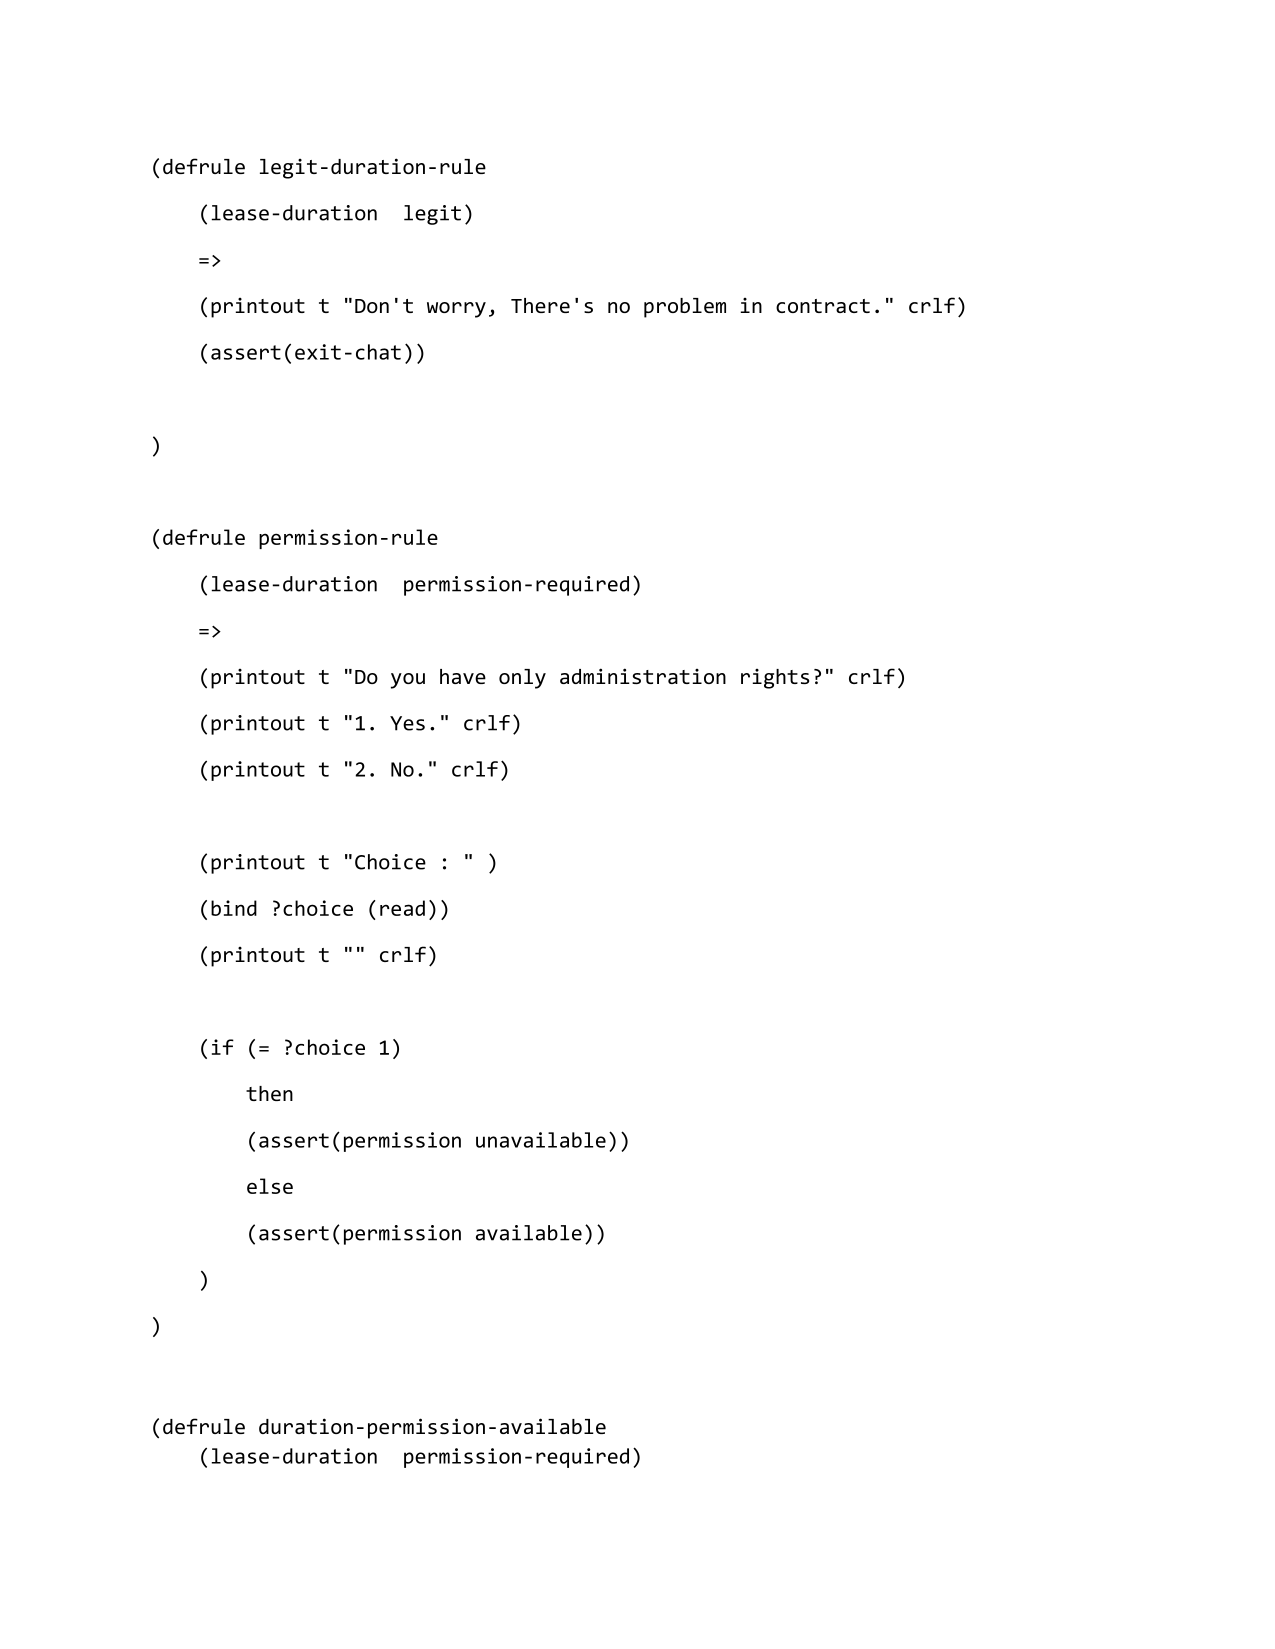 (defrule legit-duration-rule
(lease-duration  legit)
=>
(printout t "Don't worry, There's no problem in contract." crlf)
(assert(exit-chat))
)
(defrule permission-rule
(lease-duration  permission-required)
=>
(printout t "Do you have only administration rights?" crlf)
(printout t "1. Yes." crlf)
(printout t "2. No." crlf)
(printout t "Choice : " )
(bind ?choice (read))
(printout t "" crlf)
(if (= ?choice 1)
then
(assert(permission unavailable))
else
(assert(permission available))
)
)
(defrule duration-permission-available
(lease-duration  permission-required)